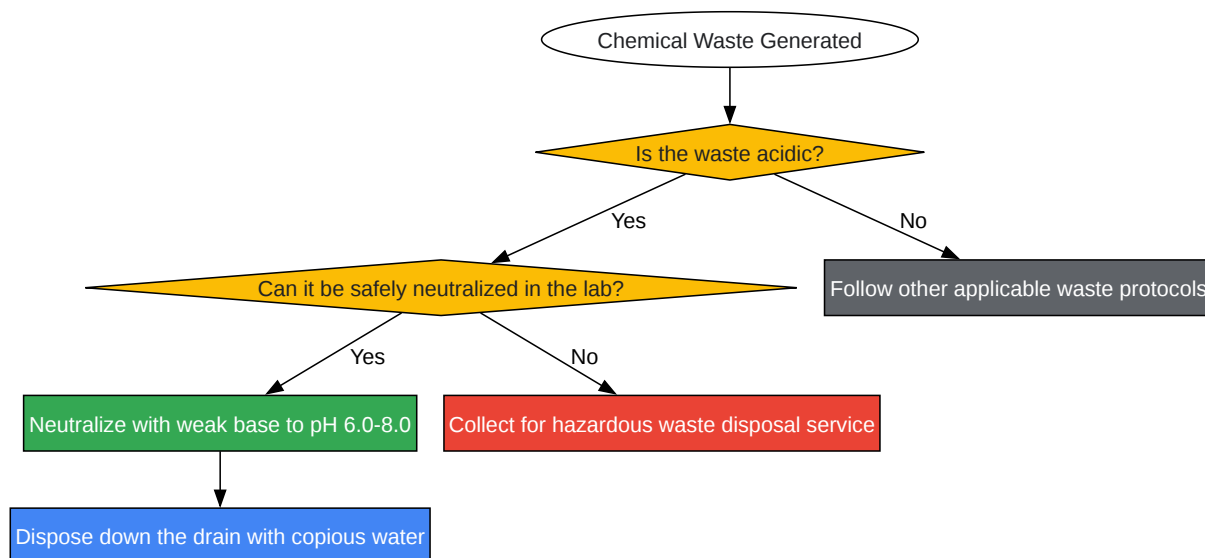 Chemical Waste Generated
Is the waste acidic?
Yes
No
Can it be safely neutralized in the lab?
Follow other applicable waste protocols
Yes
No
Neutralize with weak base to pH 6.0-8.0
Collect for hazardous waste disposal service
Dispose down the drain with copious water